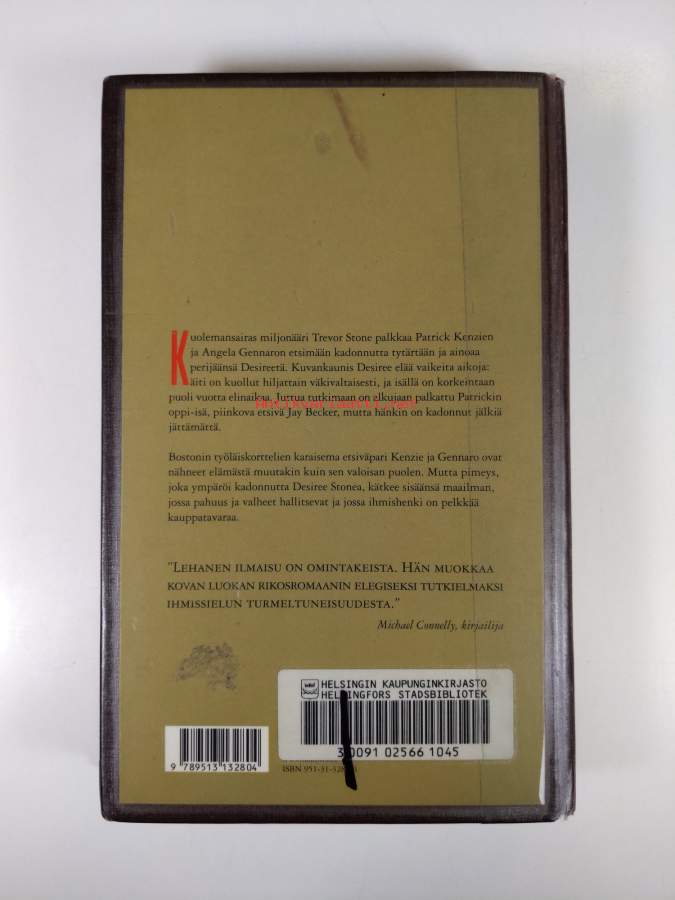 Kuolemansairas miljonääri Trevor Stone palkkaa Patrick Kenzien
ja Angela Gennaron etsimään kadonnutta tytärtään ja ainoaa
perijäänsä Desireetä. Kuvankaunis Desiree elää vaikeita aikoja:
äiti on kuollut hiljattain väkivaltaisesti, ja isällä on korkeintaan
puoli vuotta elinaikaa. Juttua tutkimaan on alkujaan palkattu Patrickin
oppi-isä, piinkova etsivä Jay Becker, mutta hänkin on kadonnut jälkiä
jättämättä.
Bostonin työläiskorttelien karaisema etsiväpari Kenzie ja Gennaro ovat
nähneet elämästä muutakin kuin sen valoisan puolen. Mutta pimeys,
joka ympäröi kadonnutta Desiree Stonea, kätkee sisäänsä maailman,
jossa pahuus ja valheet hallitsevat ja jossa ihmishenki on pelkkää
kauppatavaraa.
"LEHANEN ILMAISU ON OMINTAKEISTA. HÄN MUOKKAA
KOVAN LUOKAN RIKOSROMAANIN ELEGISEKSI TUTKIELMAKSI
IHMISSIELUN TURMELTUNEISUUDESTA."
Michael Connelly, kirjailija
HELSINGIN KAUPUNGINKIRJASTO
HELSINGFORS STADSBIBLIOTEK
30091 02566 1045
9 789513 132804
ISBN 951-31-